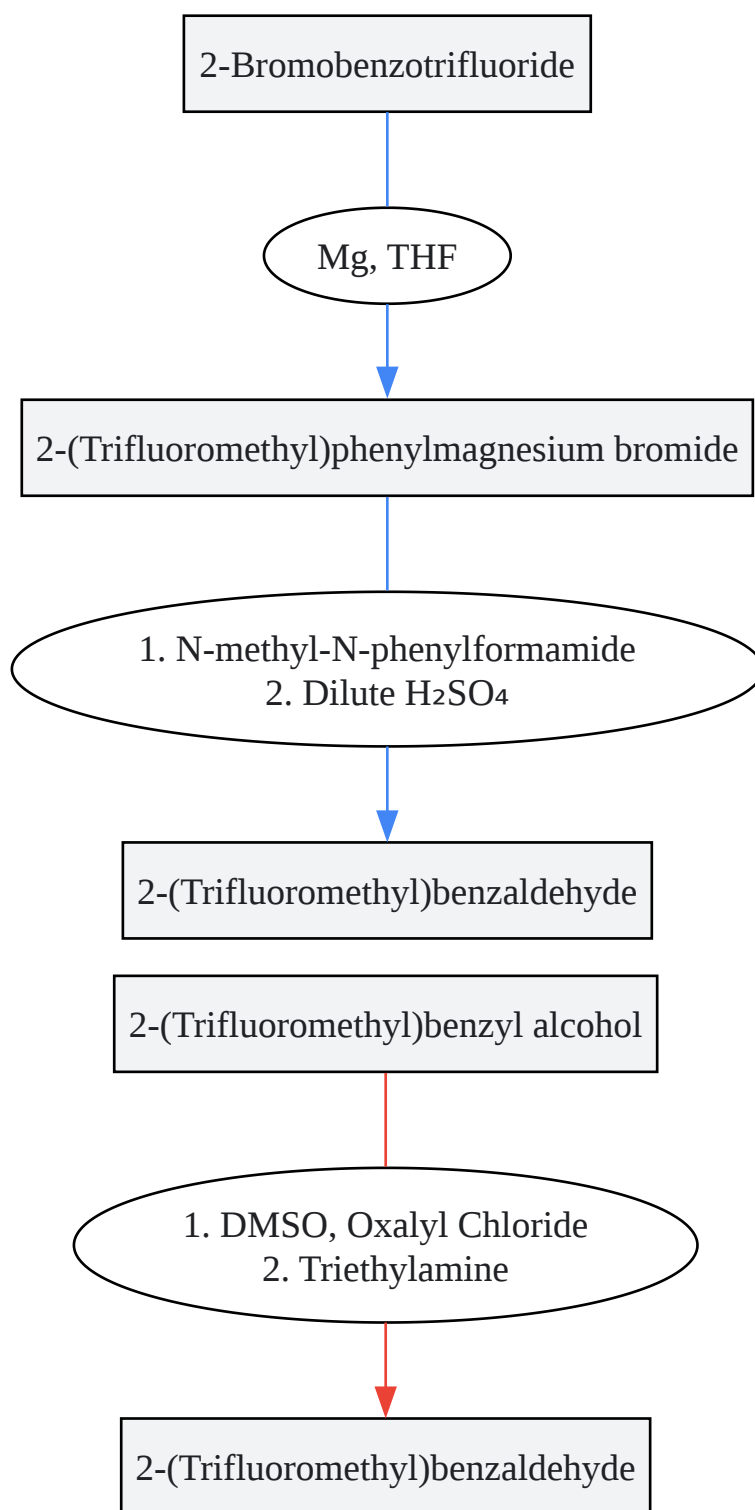 2-Bromobenzotrifluoride
Mg, THF
2-(Trifluoromethyl)phenylmagnesium bromide
1. N-methyl-N-phenylformamide
2. Dilute H₂SO₄
2-(Trifluoromethyl)benzaldehyde
2-(Trifluoromethyl)benzyl alcohol
1. DMSO, Oxalyl Chloride
2. Triethylamine
2-(Trifluoromethyl)benzaldehyde